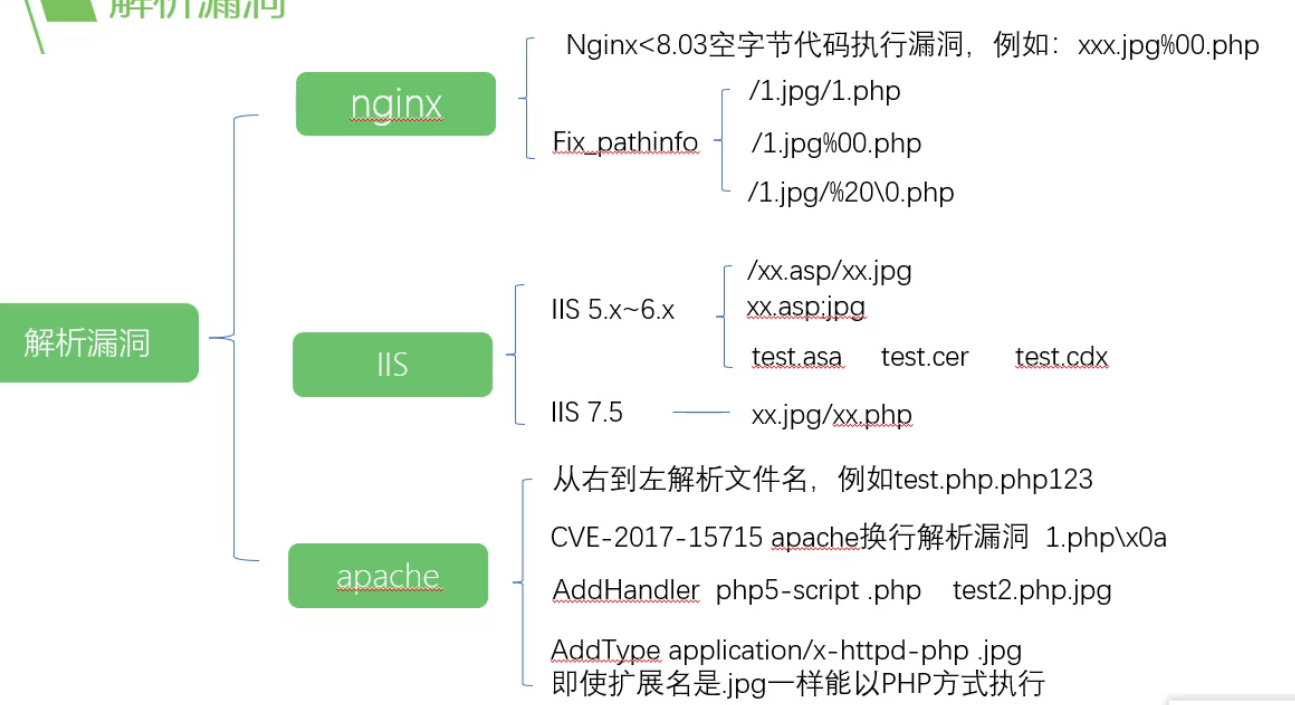 解析漏洞
nginx
Nginx<8.03空字节代码执行漏洞，例如：xxx.jpg%00.php
Fix_pathinfo
/1.jpg/1.php
/1.jpg%00.php
/1.jpg/%20\0.php
解析漏洞
IIS
IIS 5.x~6.x
/xx.asp/xx.jpg
xx.asp:jpg
test.asa test.cer test.cdx
IIS 7.5
xx.jpg/xx.php
apache
从右到左解析文件名，例如test.php.php123
CVE-2017-15715 apache换行解析漏洞 1.php\x0a
AddHandler php5-script .php test2.php.jpg
AddType application/x-httpd-php .jpg
即使扩展名是.jpg一样能以PHP方式执行